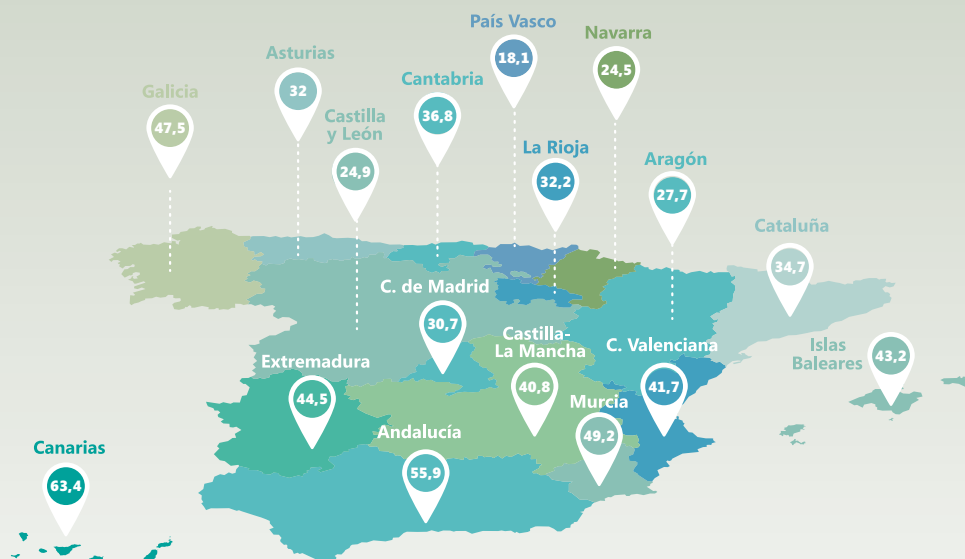 País Vasco
18,1
Navarra
24,5
Asturias
32
Cantabria
36,8
Galicia
47,5
Castilla
y León
24,9
La Rioja
32,2
Aragón
27,7
Cataluña
34,7
C. de Madrid
30,7
Castilla-
La Mancha
40,8
C. Valenciana
41,7
Islas
Baleares
43,2
Extremadura
44,5
Murcia
49,2
Andalucía
55,9
Canarias
63,4